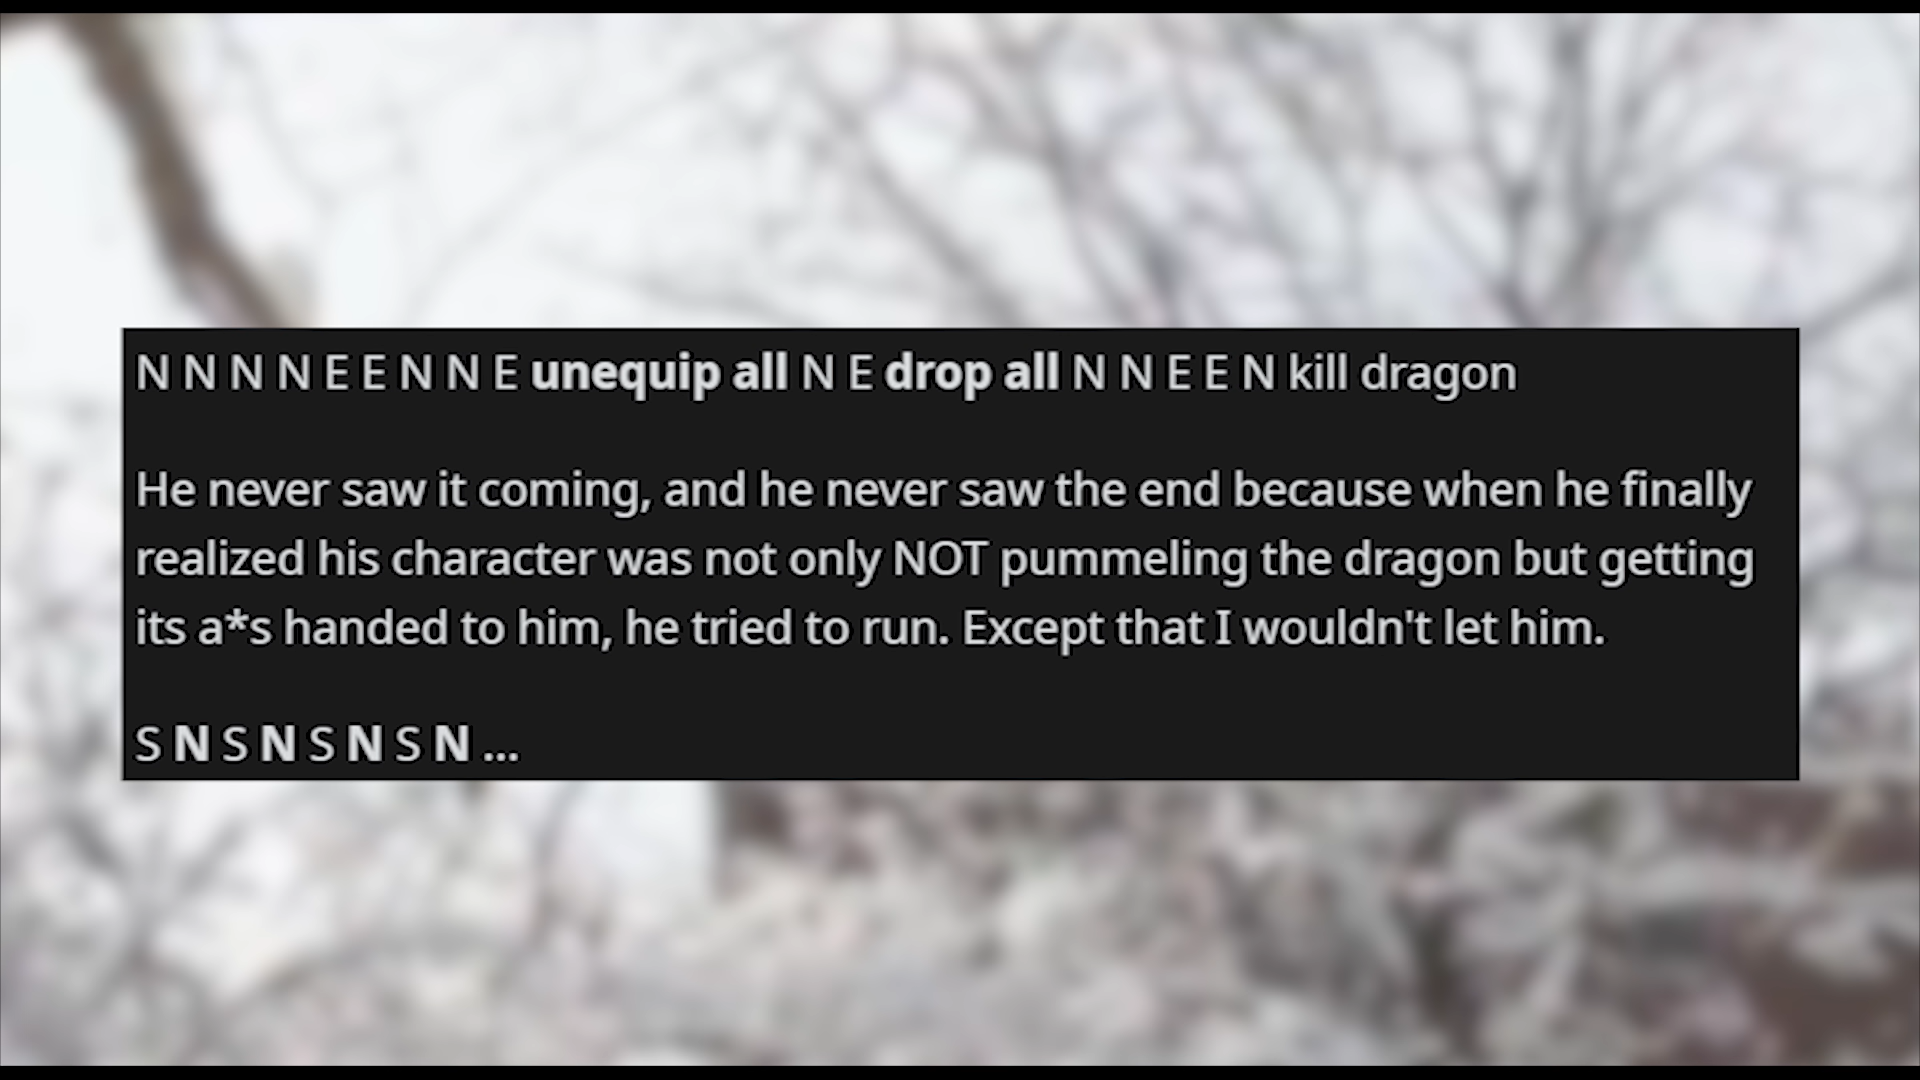 N N N N E E N N E unequip all N E drop all N N E E N kill dragon
He never saw it coming, and he never saw the end because when he finally
realized his character was not only NOT pummeling the dragon but getting
its a*s handed to him, he tried to run. Except that I wouldn't let him.
S N S N S N S N ...